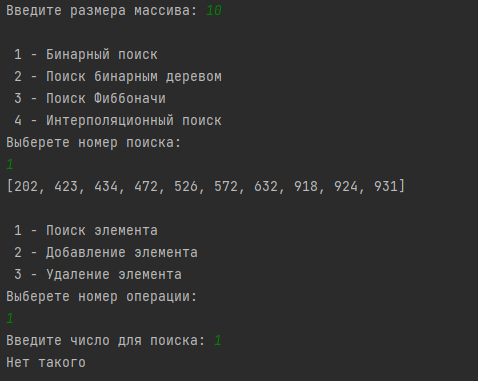 Введите размера массива: 10
1 - Бинарный поиск
2 - Поиск бинарным деревом
3 - Поиск Фиббоначи
4 - Интерполяционный поиск
Выберете номер поиска:
1
[202, 423, 434, 472, 526, 572, 632, 918, 924, 931]
1 - Поиск элемента
2 - Добавление элемента
3 - Удаление элемента
Выберете номер операции:
1
Введите число для поиска: 1
Нет такого